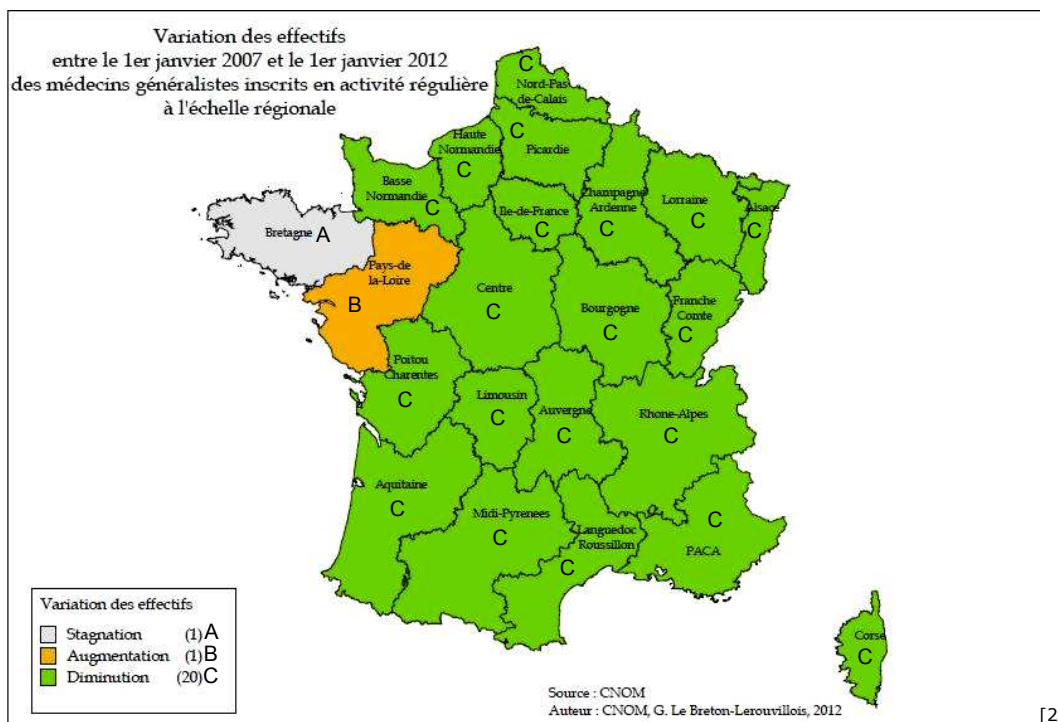 Variation des effectifs
entre le 1er janvier 2007 et le 1er janvier 2012
des médecins généralistes inscrits en activité régulière
à l'échelle régionale
C
Nord-Pas
de-Calais
C
Picardie
Haute
Normandie
C
Basse
Normandie
C
Ile-de-France
C
Champagne
Ardenne
C
Lorraine
C
Alsace
C
Bretagne A
Pays-de
la-Loire
B
Centre
C
Bourgogne
C
Franche
Comte
C
Poitou
Charentes
C
Limousin
C
Auvergne
C
Rhone-Alpes
C
Aquitaine
C
Midi-Pyrenees
C
Languedoc
Roussillon
C
C
PACA
Corse
C
Variation des effectifs
Stagnation (1) A
Augmentation (1) B
Diminution (20) C
Source : CNOM
Auteur : CNOM, G. Le Breton-Lerouvillois, 2012
[2